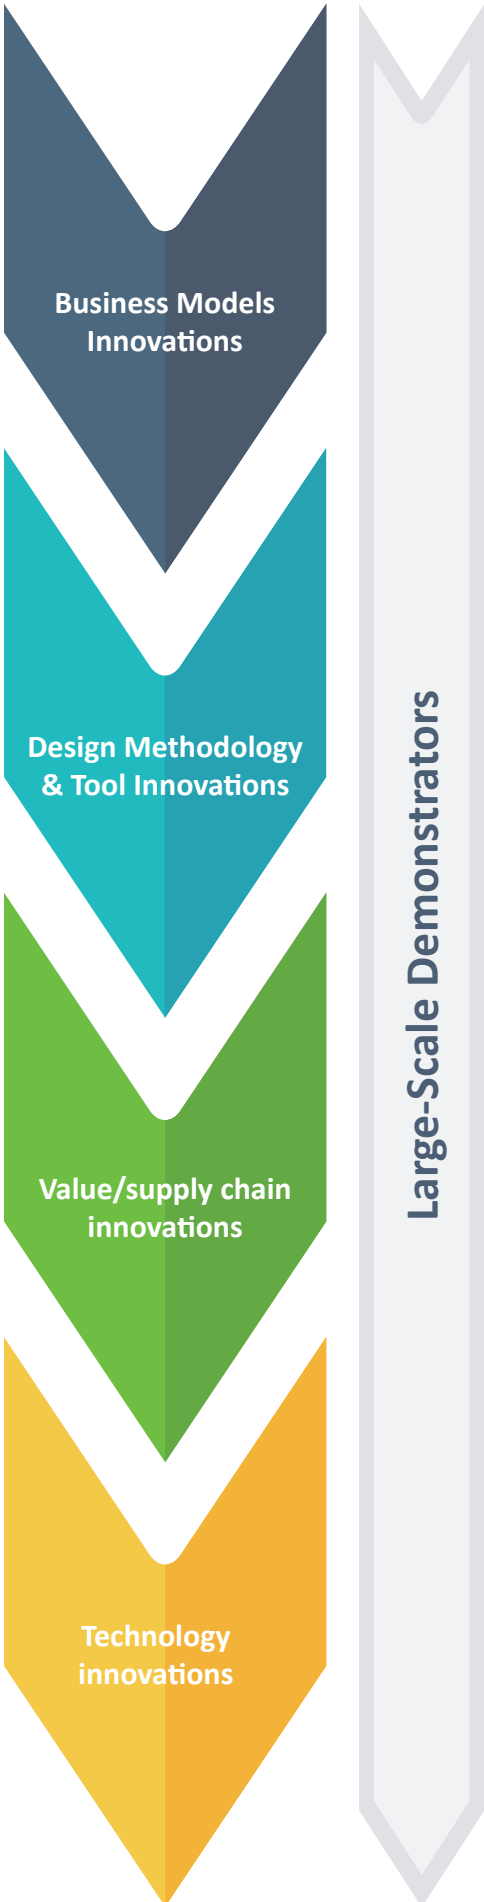 Business Models
Innovations
Design Methodology
& Tool Innovations
Value/supply chain
innovations
Technology
innovations
Large-Scale Demonstrators